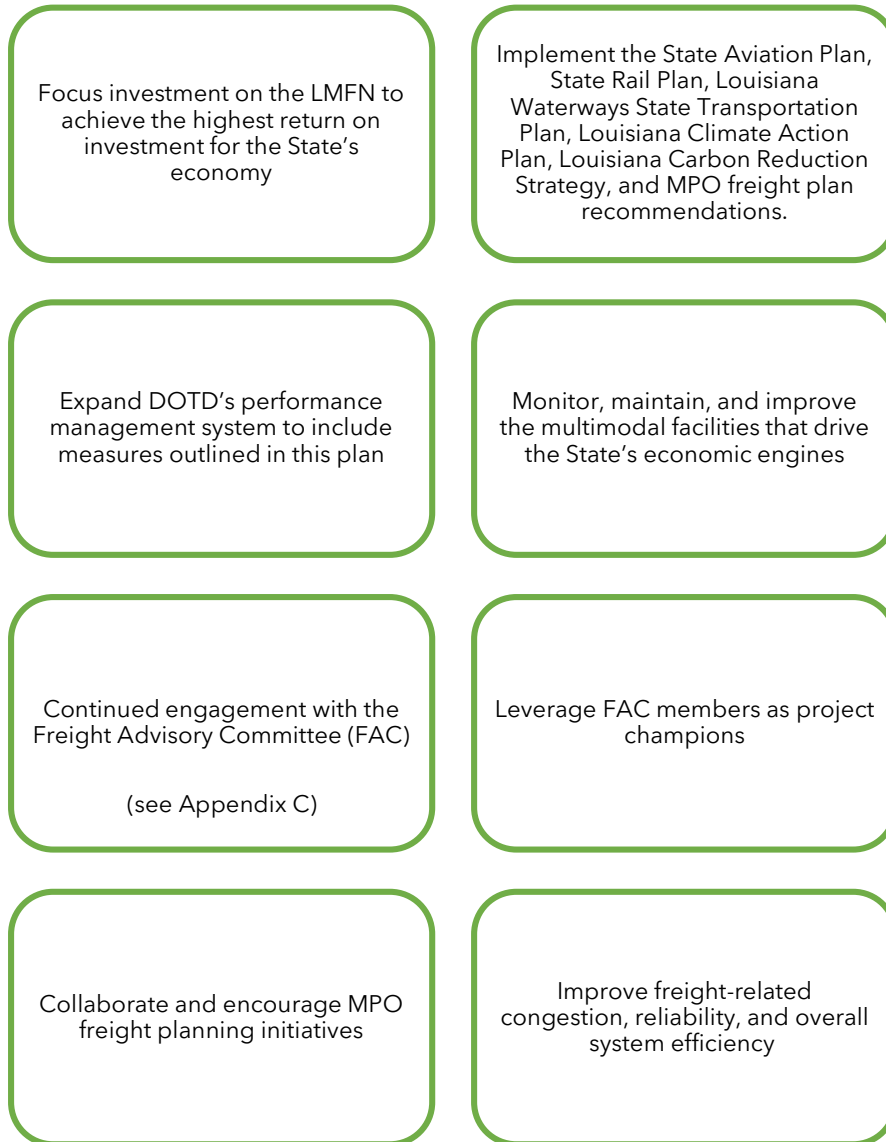 Focus investment on the LMFN to
achieve the highest return on
investment for the State's
economy
Implement the State Aviation Plan,
State Rail Plan, Louisiana
Waterways State Transportation
Plan, Louisiana Climate Action
Plan, Louisiana Carbon Reduction
Strategy, and MPO freight plan
recommendations.
Expand DOTD's performance
management system to include
measures outlined in this plan
Monitor, maintain, and improve
the multimodal facilities that drive
the State's economic engines
Continued engagement with the
Freight Advisory Committee (FAC)
(see Appendix C)
Leverage FAC members as project
champions
Collaborate and encourage MPO
freight planning initiatives
Improve freight-related
congestion, reliability, and overall
system efficiency